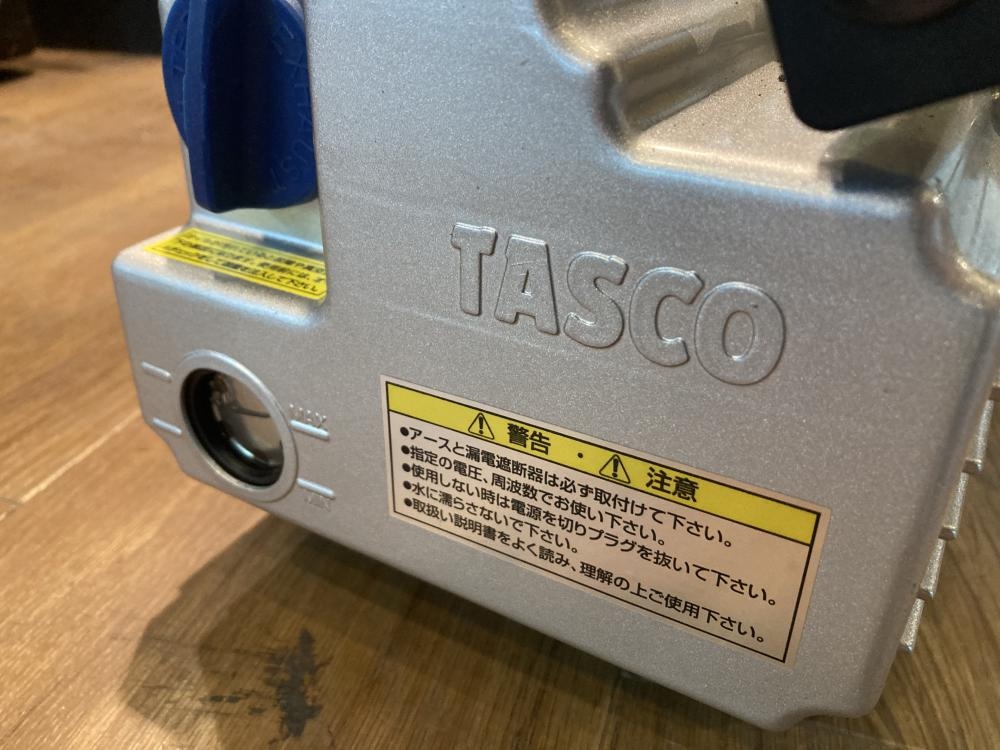 TASCO
MAX
MIN
警告・注意
●アースと漏電遮断器は必ず取付けて下さい。
●指定の電圧、周波数でお使い下さい。
●使用しない時は電源を切りプラグを抜いて下さい。
●水に濡らさないで下さい。
●取扱い説明書をよく読み、理解の上ご使用下さい。